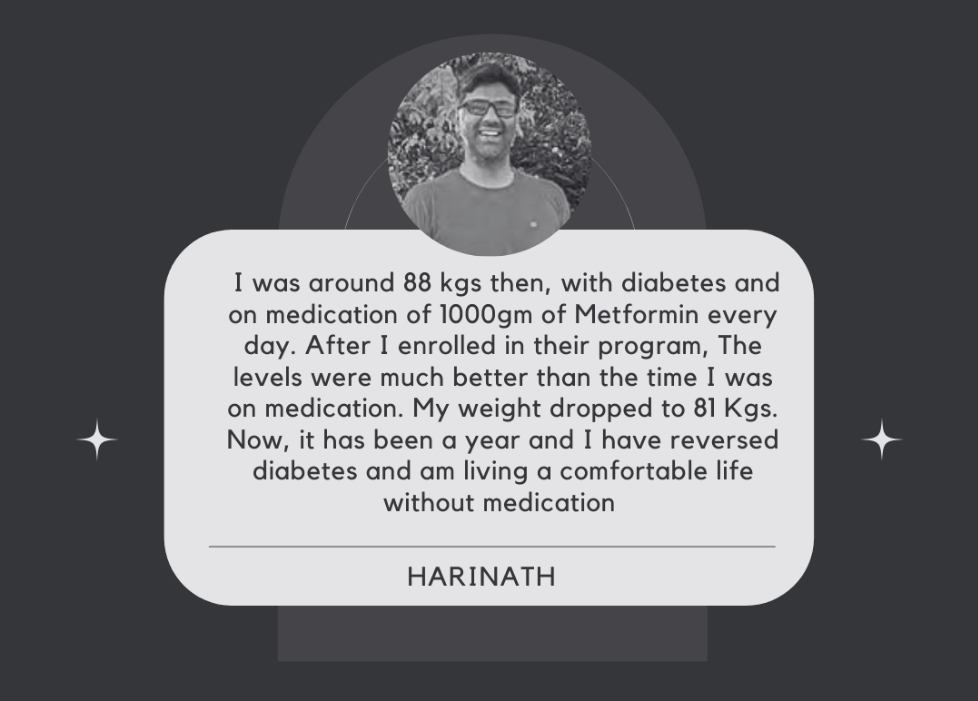 I was around 88 kgs then, with diabetes and
on medication of 1000gm of Metformin every
day. After I enrolled in their program, The
levels were much better than the time I was
on medication. My weight dropped to 81 Kgs.
Now, it has been a year and I have reversed
diabetes and am living a comfortable life
without medication
HARINATH